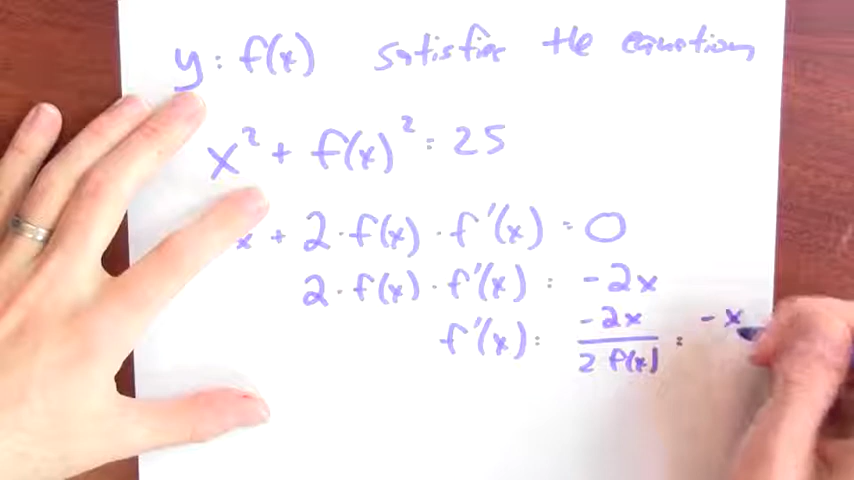 y = f(x) satisfies the equation
x² + f(x)² = 25
x + 2·f(x)·f'(x) = 0
2·f(x)·f'(x) = -2x
f'(x) = -2x / 2 f(x) = -x